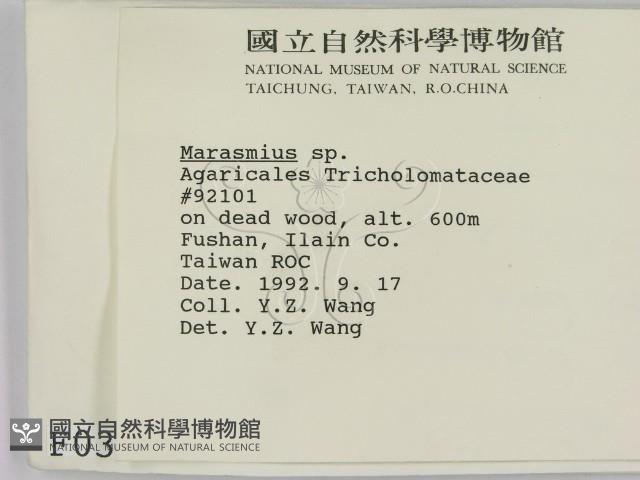 國立自然科學博物館
NATIONAL MUSEUM OF NATURAL SCIENCE
TAICHUNG, TAIWAN, R.O.CHINA
Marasmius sp.
Agaricales Tricholomataceae
#92101
on dead wood, alt. 600m
Fushan, Ilain Co.
Taiwan ROC
Date. 1992. 9. 17
Coll. Y.Z. Wang
Det. Y.Z. Wang
國立自然科學博物館
NATIONAL MUSEUM OF NATURAL SCIENCE
F03